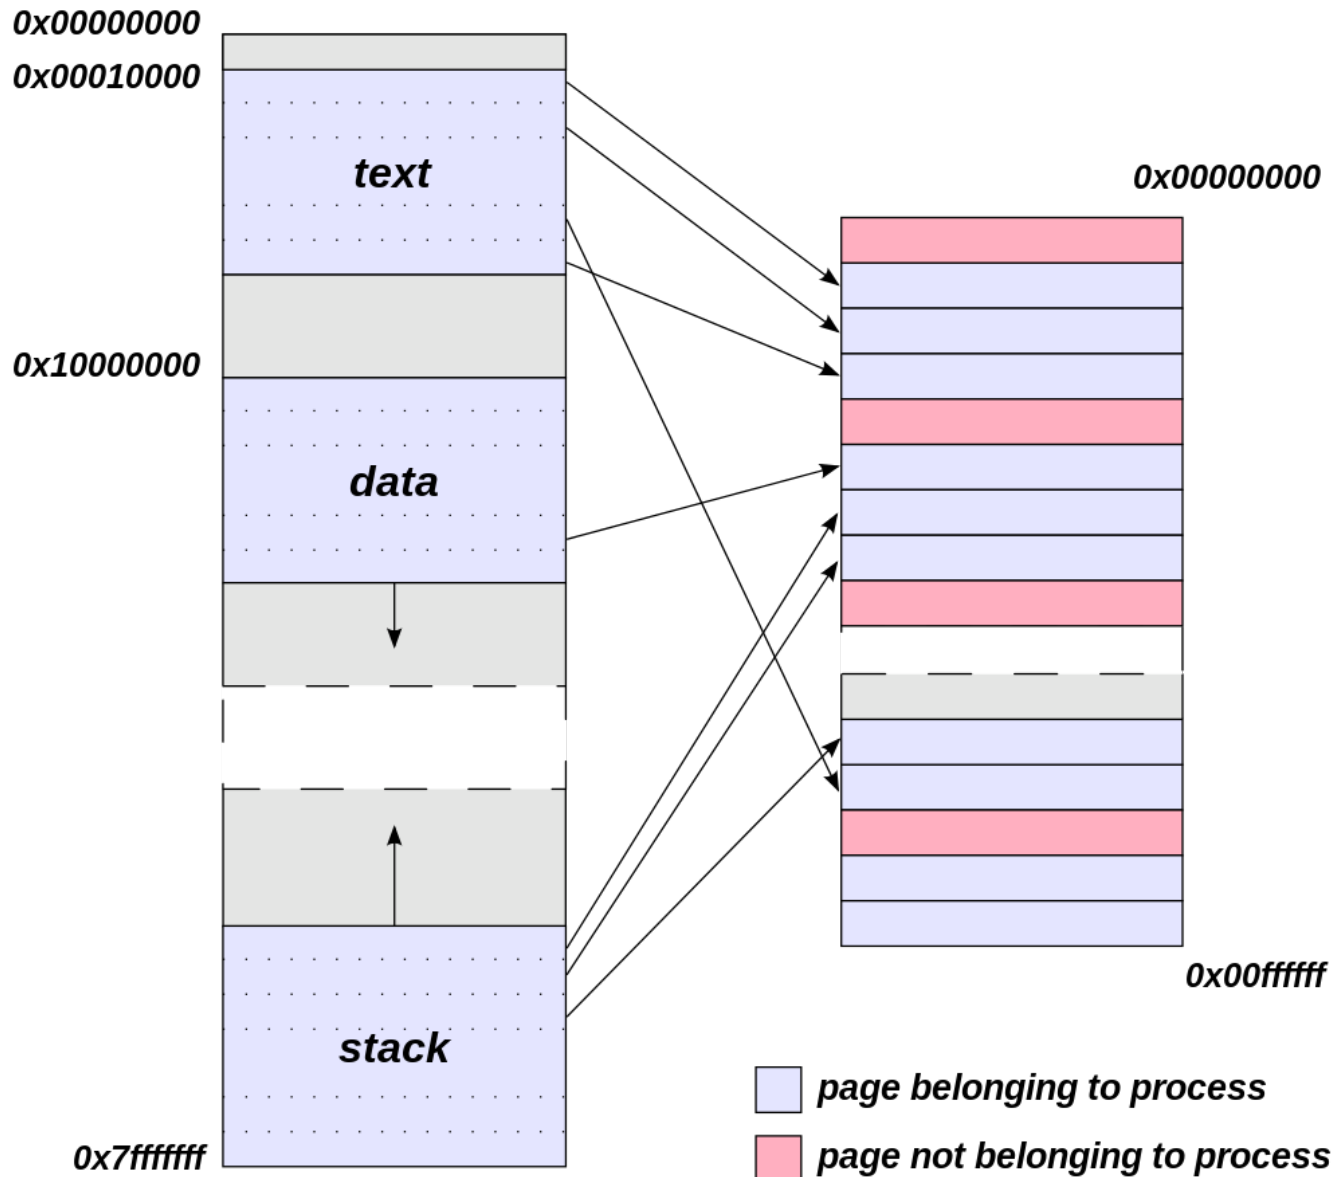 0x00000000
0x00010000
text
0x00000000
0x10000000
data
0x00ffffff
stack
page belonging to process
0x7fffffff
page not belonging to process